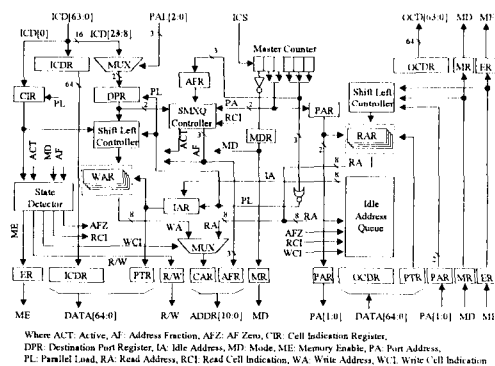 ICD[63:0] PAL[2:0] ICS OCD[63:0] MD ME
ICD[0] 16 ICD[23:8] 3
64
ICDR MUX Master Counter OCDR MR ER
2 AFR
CIR PL DPR PL SMXQ Controller PA RCI PAR Shift Left Controller
Shift Left Controller MDR RAR
ACT MD AF ACT AF MD RA
WAR IA
State Detector IAR PL Idle Address Queue
WA RA RA
ME AFZ RCI WCI MUX AFZ RCI WCI
R/W
ER ICDR PTR R/W CAR AFR MR PAR OCDR PTR PAR MR ER
ME DATA[64:0] R/W ADDR[10:0] MD PA[1:0] DATA[64:0] PA[1:0] MD ME
Where ACT: Active, AF: Address Fraction, AFZ: AF Zero, CIR: Cell Indication Register,
DPR: Destination Port Register, IA: Idle Address, MD: Mode, ME: Memory Enable, PA: Port Address,
PL: Parallel Load, RA: Read Address, RCI: Read Cell Indication, WA: Write Address, WCI: Write Cell Indication